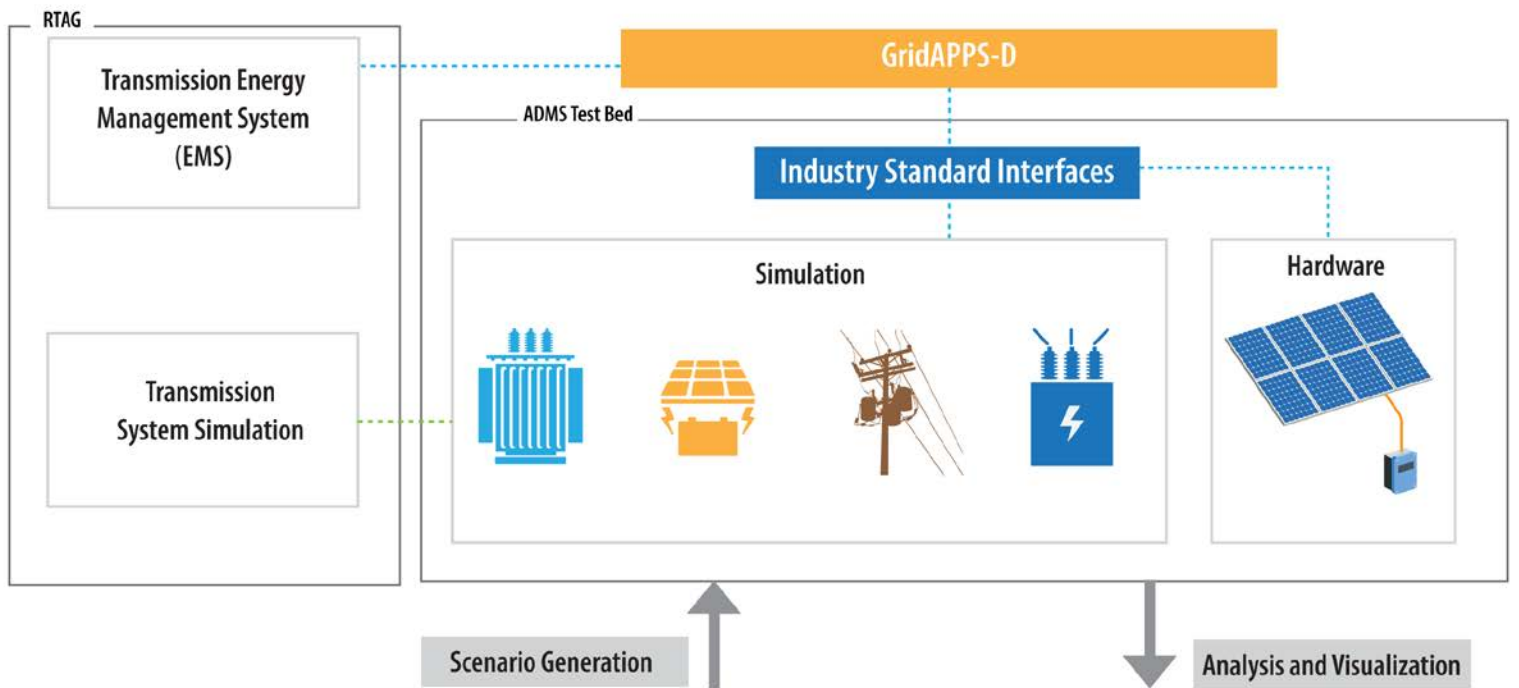 RTAG
Transmission Energy
Management System
(EMS)
GridAPPS-D
ADMS Test Bed
Industry Standard Interfaces
Simulation
Hardware
Transmission
System Simulation
Scenario Generation
Analysis and Visualization